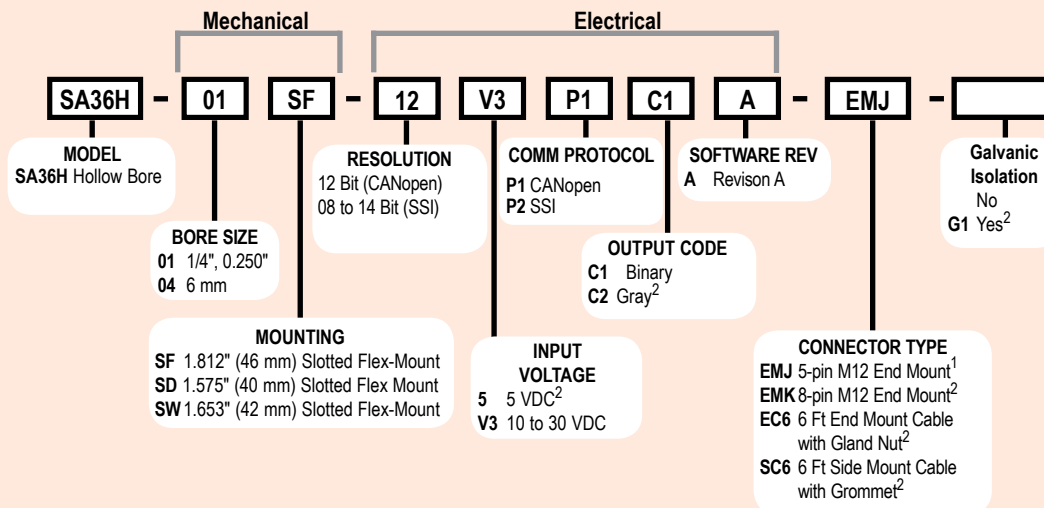 Mechanical
Electrical
SA36H - 01 SF - 12 V3 P1 C1 A - EMJ -
MODEL
SA36H Hollow Bore
BORE SIZE
01 1/4", 0.250"
04 6 mm
MOUNTING
SF 1.812" (46 mm) Slotted Flex-Mount
SD 1.575" (40 mm) Slotted Flex Mount
SW 1.653" (42 mm) Slotted Flex-Mount
RESOLUTION
12 Bit (CANopen)
08 to 14 Bit (SSI)
INPUT
VOLTAGE
5 5 VDC2
V3 10 to 30 VDC
COMM PROTOCOL
P1 CANopen
P2 SSI
OUTPUT CODE
C1 Binary
C2 Gray2
SOFTWARE REV
A Revison A
CONNECTOR TYPE
EMJ 5-pin M12 End Mount1
EMK 8-pin M12 End Mount2
EC6 6 Ft End Mount Cable
with Gland Nut2
SC6 6 Ft Side Mount Cable
with Grommet2
Galvanic
Isolation
No
G1 Yes2